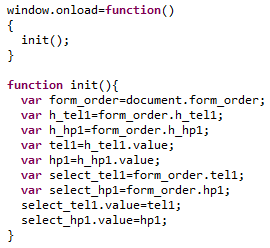 window.onload=function()
{
  init();
}

function init(){
  var form_order=document.form_order;
  var h_tel1=form_order.h_tel1;
  var h_hp1=form_order.h_hp1;
  var tel1=h_tel1.value;
  var hp1=h_hp1.value;
  var select_tel1=form_order.tel1;
  var select_hp1=form_order.hp1;
  select_tel1.value=tel1;
  select_hp1.value=hp1;
}